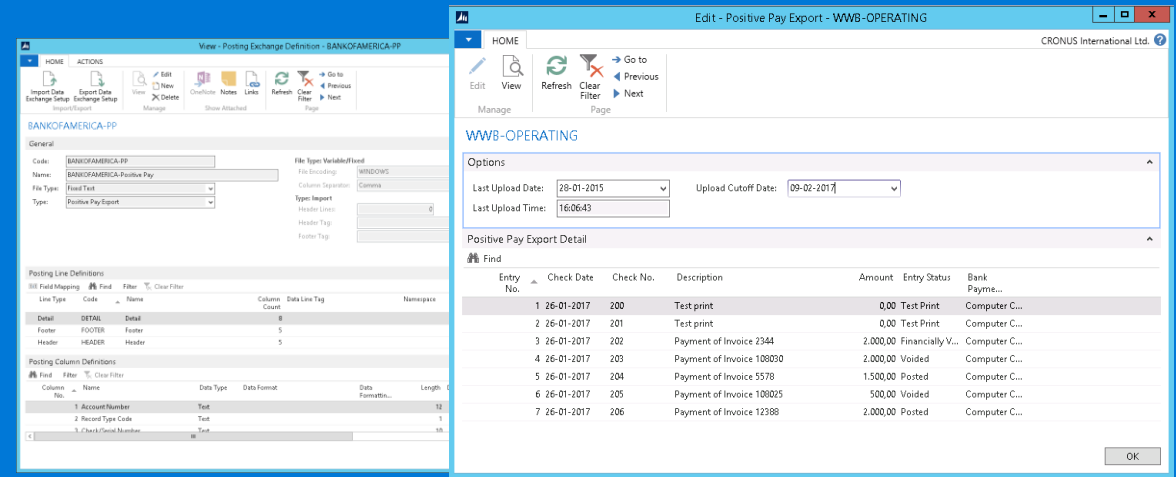 View - Posting Exchange Definition - BANKOFAMERICA-PP
HOME ACTIONS
Import Data Exchange Setup
Export Data Exchange Setup
Import/Export
View
Edit
New
Delete
Manage
OneNote
Notes
Links
Show Attached
Refresh
Clear Filter
Go to
Previous
Next
Page
BANKOFAMERICA-PP
General
Code: BANKOFAMERICA-PP
Name: BANKOFAMERICA-Positive Pay
File Type: Fixed Text
Type: Positive Pay Export
File Type: Variable/Fixed
File Encoding: WINDOWS
Column Separator: Comma
Type: Import
Header Lines: 0
Header Tag:
Footer Tag:
Posting Line Definitions
Field Mapping Find Filter Clear Filter
Line Type Code Name Column Count Data Line Tag Namespace
Detail DETAIL Detail 8
Footer FOOTER Footer 5
Header HEADER Header 5
Posting Column Definitions
Find Filter Clear Filter
Column No. Name Data Type Data Format Data Formattin... Length
1 Account Number Text 12
2 Record Type Code Text 1
3 Check/Serial Number Text 10
Edit - Positive Pay Export - WWB-OPERATING
HOME
CRONUS International Ltd.
Edit
View
Manage
Refresh
Clear Filter
Go to
Previous
Next
Page
WWB-OPERATING
Options
Last Upload Date: 28-01-2015 Upload Cutoff Date: 09-02-2017
Last Upload Time: 16:06:43
Positive Pay Export Detail
Find
Entry No. Check Date Check No. Description Amount Entry Status Bank Payme...
1 26-01-2017 200 Test print 0,00 Test Print Computer C...
2 26-01-2017 201 Test print 0,00 Test Print Computer C...
3 26-01-2017 202 Payment of Invoice 2344 2.000,00 Financially V... Computer C...
4 26-01-2017 203 Payment of Invoice 108030 2.000,00 Voided Computer C...
5 26-01-2017 204 Payment of Invoice 5578 1.500,00 Posted Computer C...
6 26-01-2017 205 Payment of Invoice 108025 500,00 Voided Computer C...
7 26-01-2017 206 Payment of Invoice 12388 2.000,00 Posted Computer C...
OK